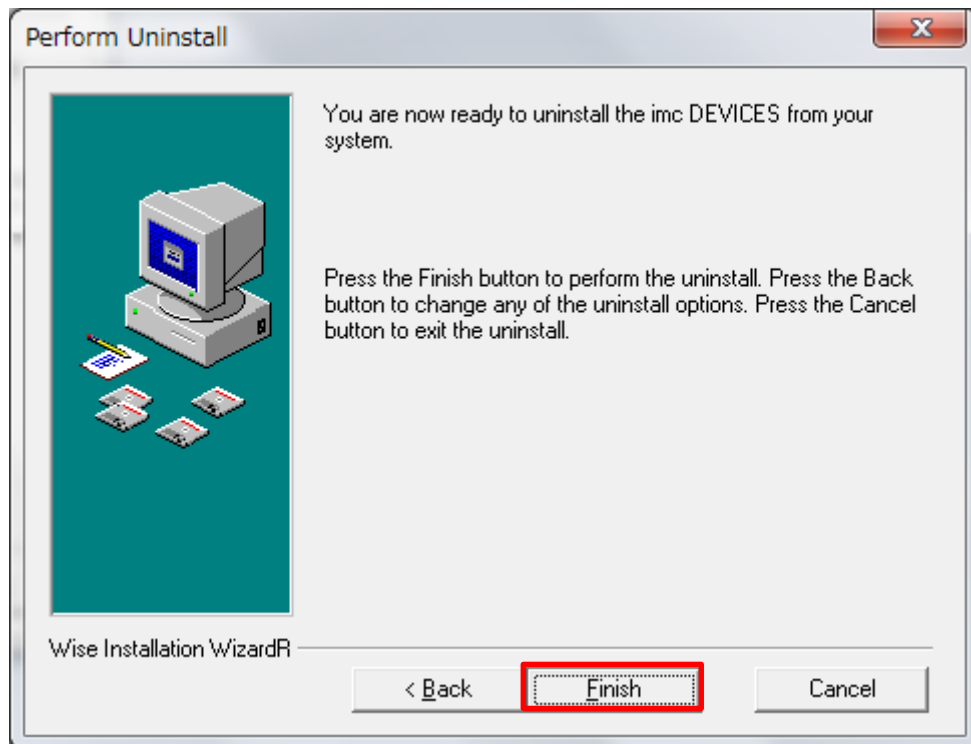 Perform Uninstall
You are now ready to uninstall the imc DEVICES from your
system.
Press the Finish button to perform the uninstall. Press the Back
button to change any of the uninstall options. Press the Cancel
button to exit the uninstall.
Wise Installation WizardR
< Back
Finish
Cancel